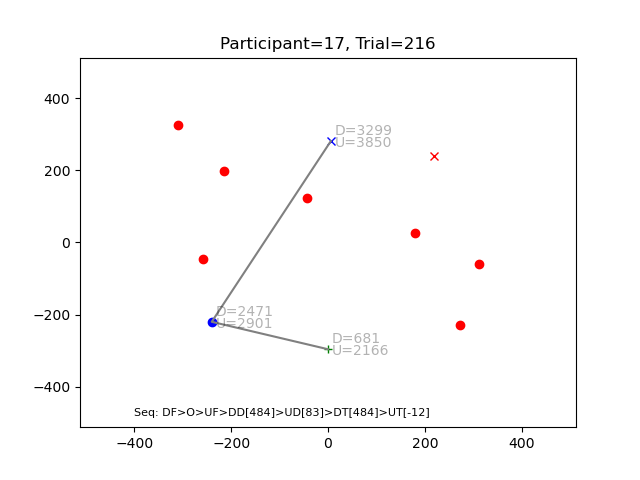 Participant=17, Trial=216
400
200
0
−200
−400
D=3299
U=3850
D=2471
U=2901
D=681
U=2166
Seq: DF>O>UF>DD[484]>UD[83]>DT[484]>UT[-12]
−400 −200 0 200 400